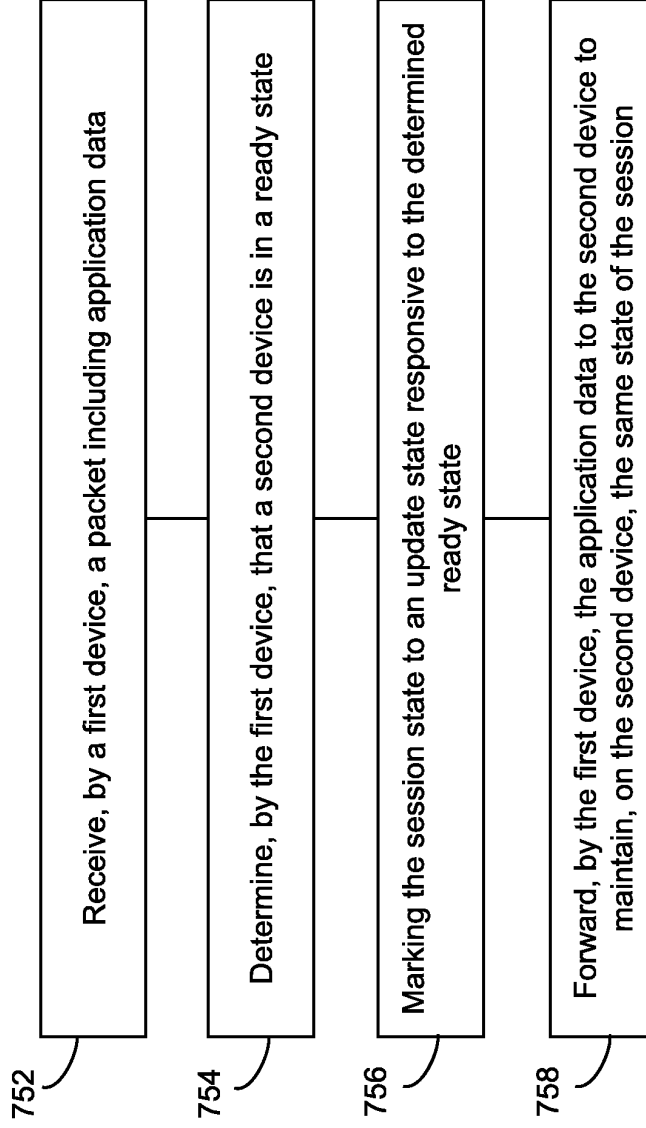 752
Receive, by a first device, a packet including application data
754
Determine, by the first device, that a second device is in a ready state
756
Marking the session state to an update state responsive to the determined
ready state
758
Forward, by the first device, the application data to the second device to
maintain, on the second device, the same state of the session